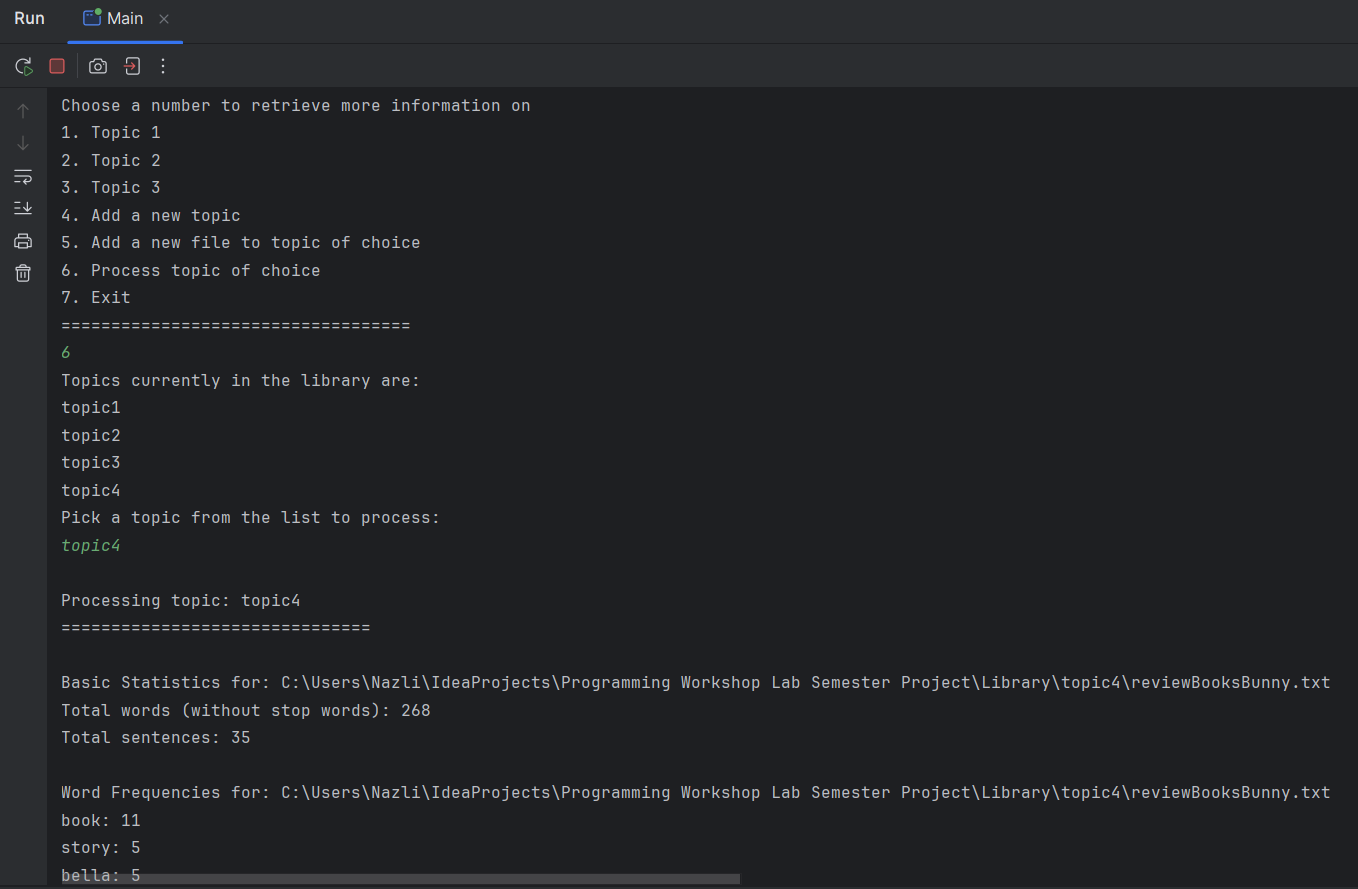 Run Main
Choose a number to retrieve more information on
1. Topic 1
2. Topic 2
3. Topic 3
4. Add a new topic
5. Add a new file to topic of choice
6. Process topic of choice
7. Exit
===================================
6
Topics currently in the library are:
topic1
topic2
topic3
topic4
Pick a topic from the list to process:
topic4
Processing topic: topic4
===============================
Basic Statistics for: C:\Users\Nazli\IdeaProjects\Programming Workshop Lab Semester Project\Library\topic4\reviewBooksBunny.txt
Total words (without stop words): 268
Total sentences: 35
Word Frequencies for: C:\Users\Nazli\IdeaProjects\Programming Workshop Lab Semester Project\Library\topic4\reviewBooksBunny.txt
book: 11
story: 5
bella: 5